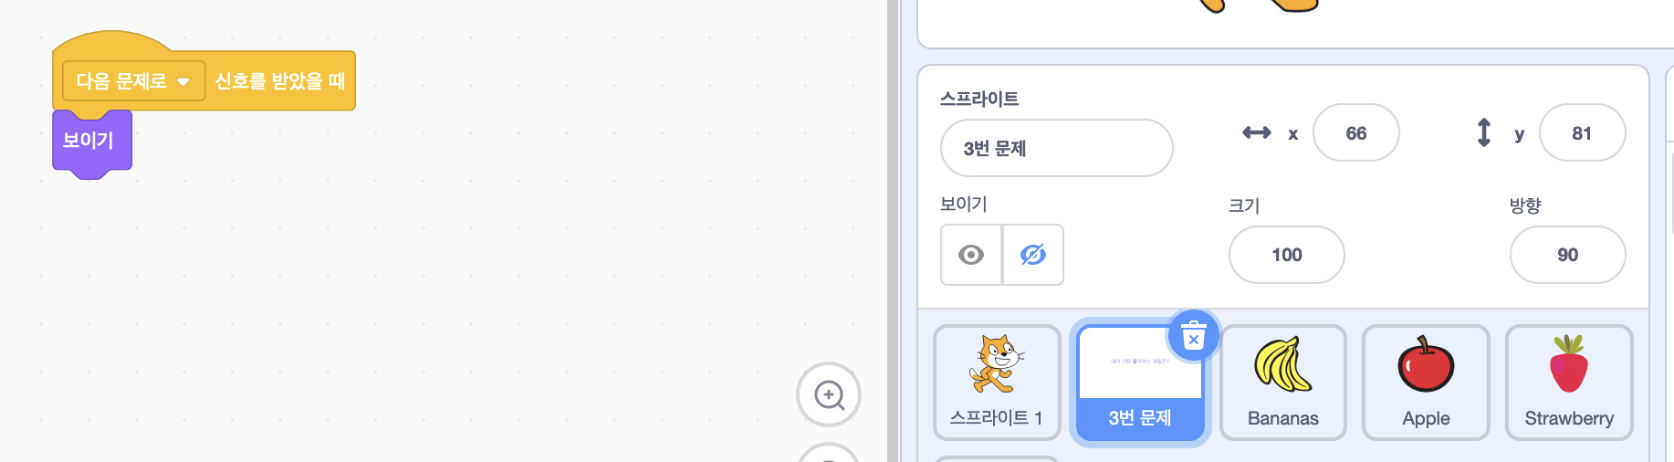 다음 문제로 신호를 받았을 때
보이기
스프라이트
3번 문제
x 66
y 81
보이기
크기
방향
100
90
스프라이트 1
3번 문제
Bananas
Apple
Strawberry